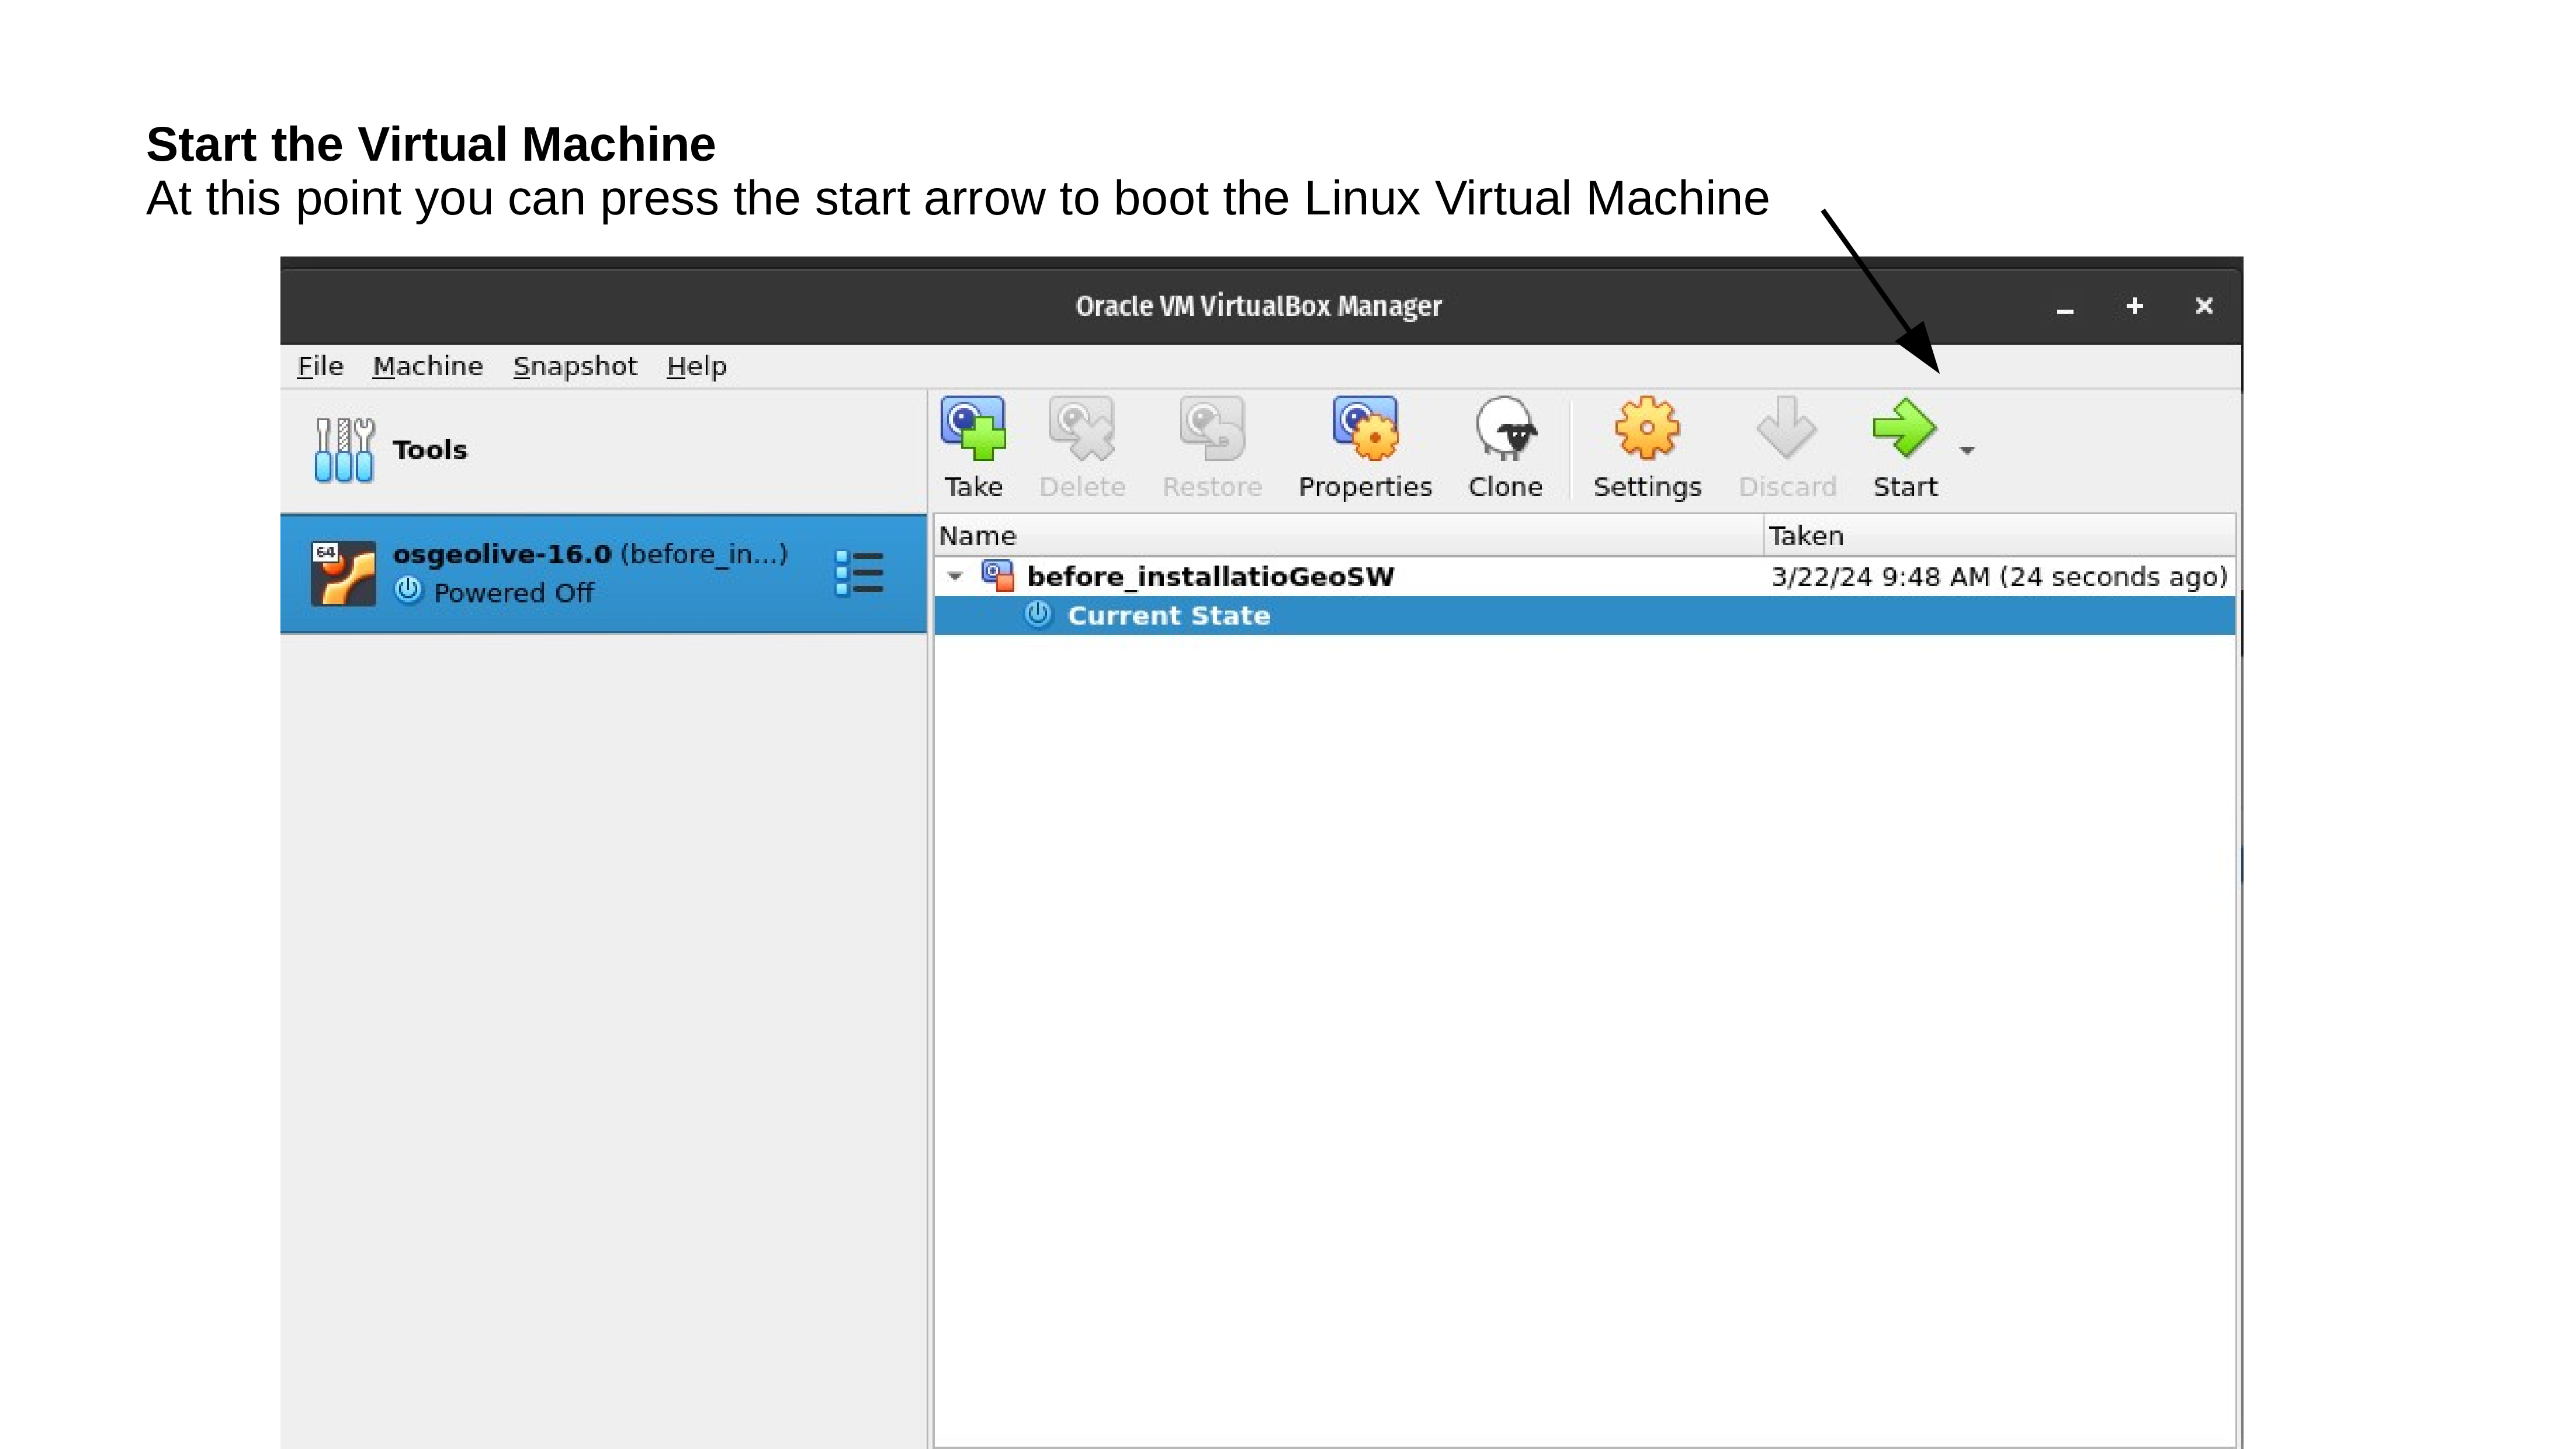 Start the Virtual Machine
At this point you can press the start arrow to boot the Linux Virtual Machine
Oracle VM VirtualBox Manager
File Machine Snapshot Help
Tools
Take Delete Restore Properties Clone Settings Discard Start
64
osgeolive-16.0 (before_in...)
Powered Off
Name Taken
before_installatioGeoSW 3/22/24 9:48 AM (24 seconds ago)
Current State